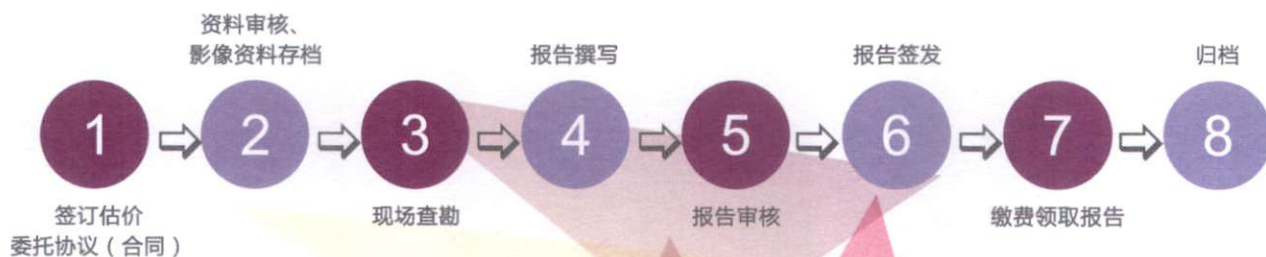 资料审核、
影像资料存档
报告撰写
报告签发
归档
1
2
3
4
5
6
7
8
签订估价
委托协议（合同）
现场查勘
报告审核
缴费领取报告